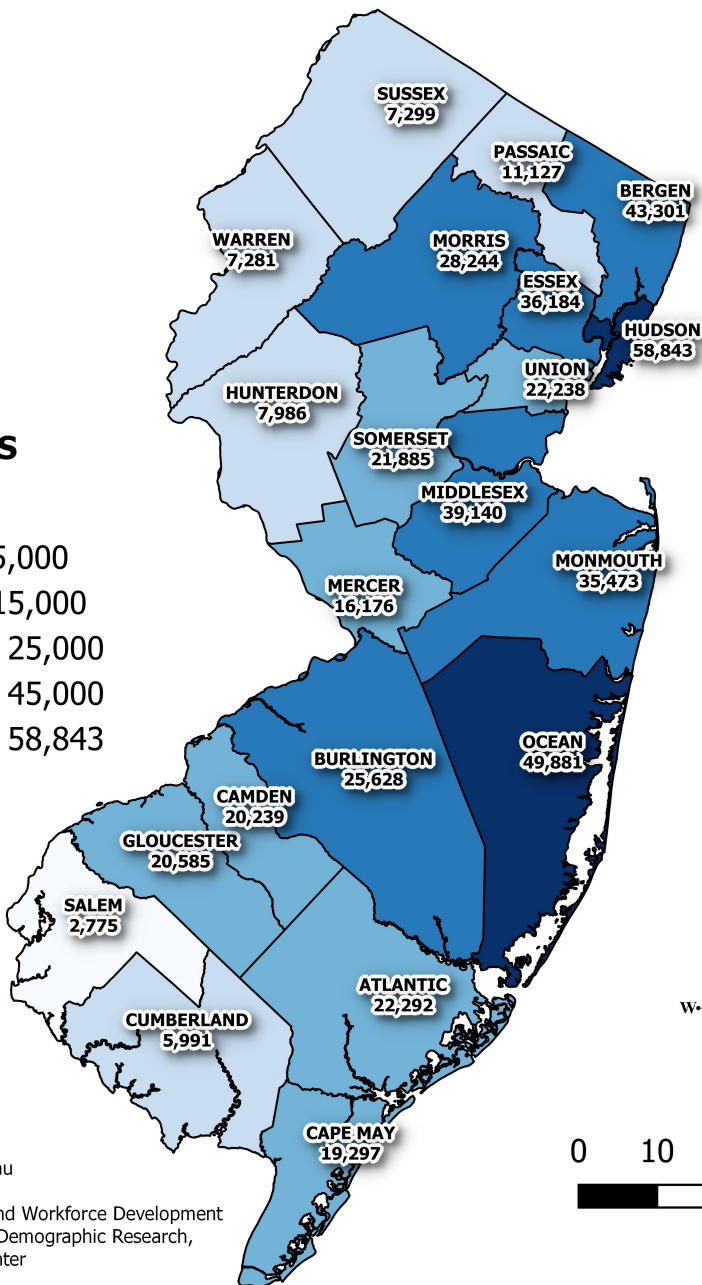 SUSSEX
7,299
PASSAIC
11,127
BERGEN
43,301
WARREN
7,281
MORRIS
28,244
ESSEX
36,184
HUDSON
58,843
UNION
22,238
HUNTERDON
7,986
SOMERSET
21,885
s
MIDDLESEX
39,140
5,000
15,000
25,000
45,000
58,843
MONMOUTH
35,473
MERCER
16,176
OCEAN
49,881
BURLINGTON
25,628
CAMDEN
20,239
GLOUCESTER
20,585
SALEM
2,775
ATLANTIC
22,292
W
CUMBERLAND
5,991
CAPE MAY
19,297
0 10
au
nd Workforce Development
Demographic Research,
nter